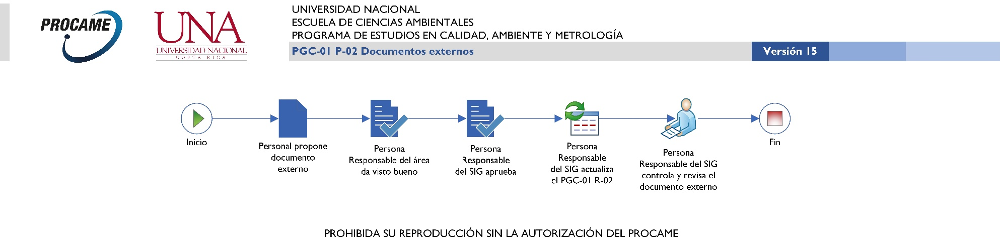 PROCAME
UNA
UNIVERSIDAD NACIONAL
COSTA RICA
UNIVERSIDAD NACIONAL
ESCUELA DE CIENCIAS AMBIENTALES
PROGRAMA DE ESTUDIOS EN CALIDAD, AMBIENTE Y METROLOGÍA
PGC-01 P-02 Documentos externos
Versión 15
Inicio
Personal propone
documento
externo
Persona
Responsable del área
da visto bueno
Persona
Responsable
del SIG aprueba
Persona
Responsable
del SIG actualiza
el PGC-01 R-02
Persona
Responsable del SIG
controla y revisa el
documento externo
Fin
PROHIBIDA SU REPRODUCCIÓN SIN LA AUTORIZACIÓN DEL PROCAME